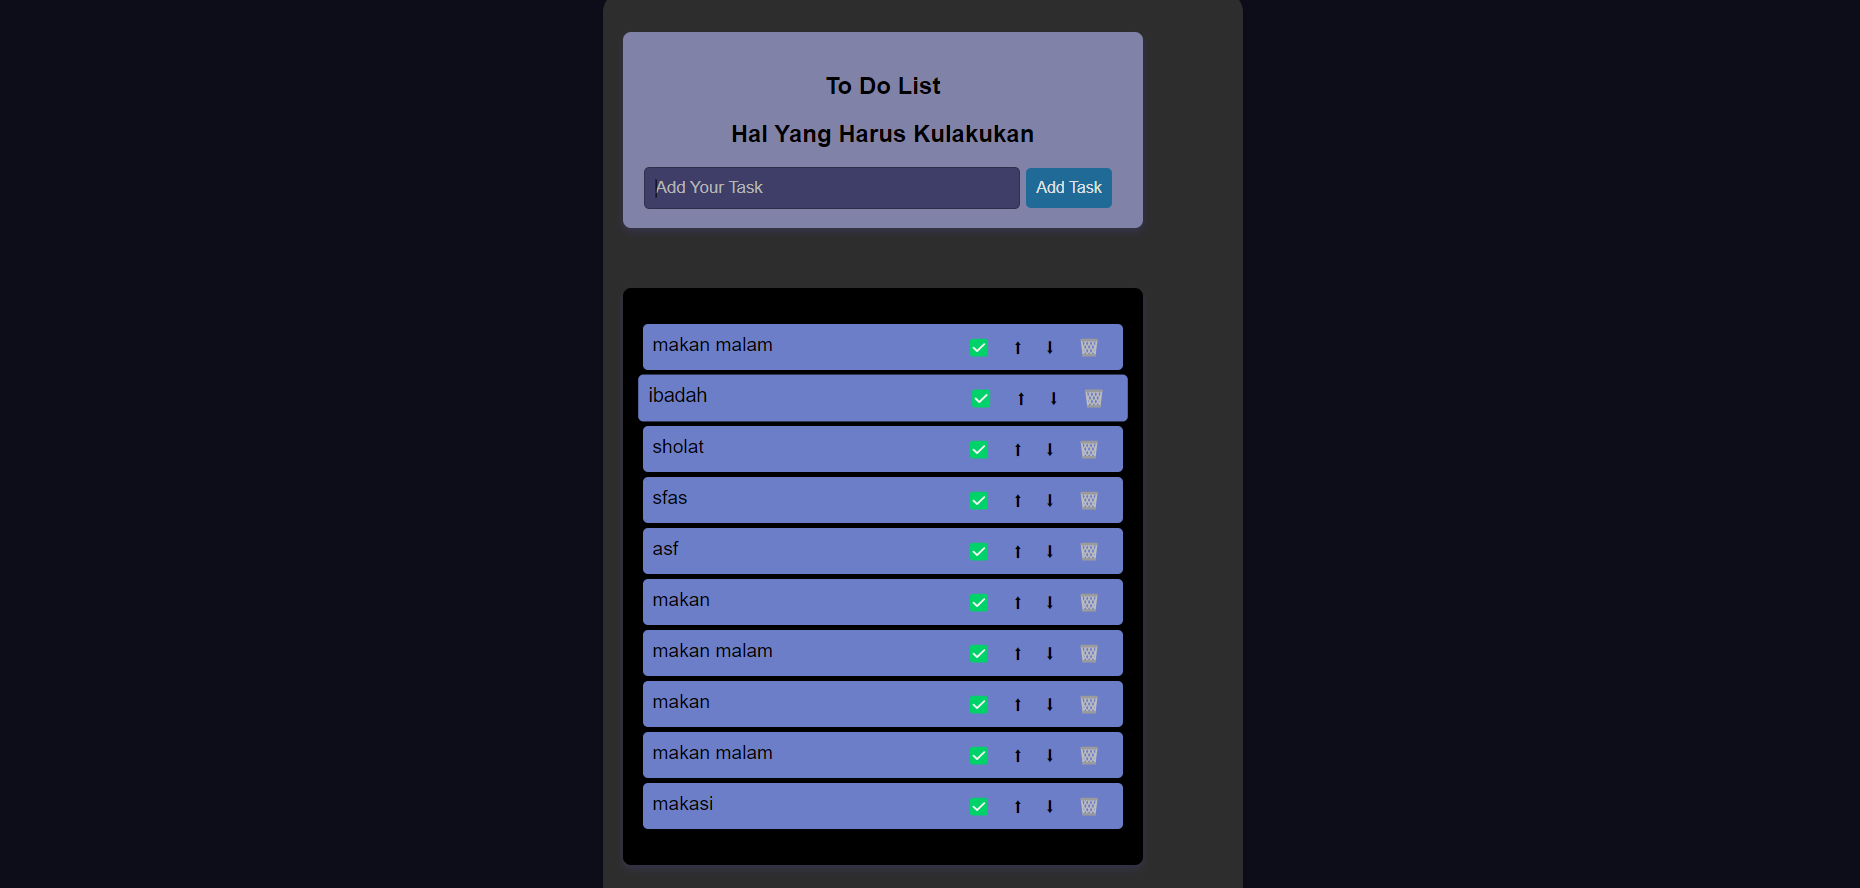 To Do List
Hal Yang Harus Kulakukan
Add Your Task
Add Task
makan malam
ibadah
sholat
sfas
asf
makan
makan malam
makan
makan malam
makasi